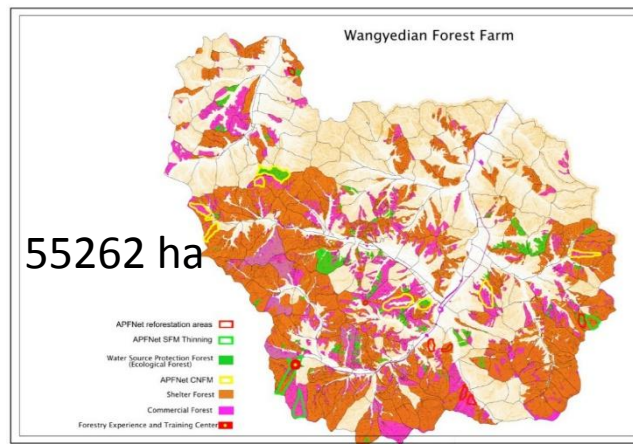 Wangyedian Forest Farm
55262 ha
APFNet reforestation areas
APFNet SFM Thinning
Water Source Protection Forest
(Ecological Forest)
APFNet CNFM
Shelter Forest
Commercial Forest
Forestry Experience and Training Center